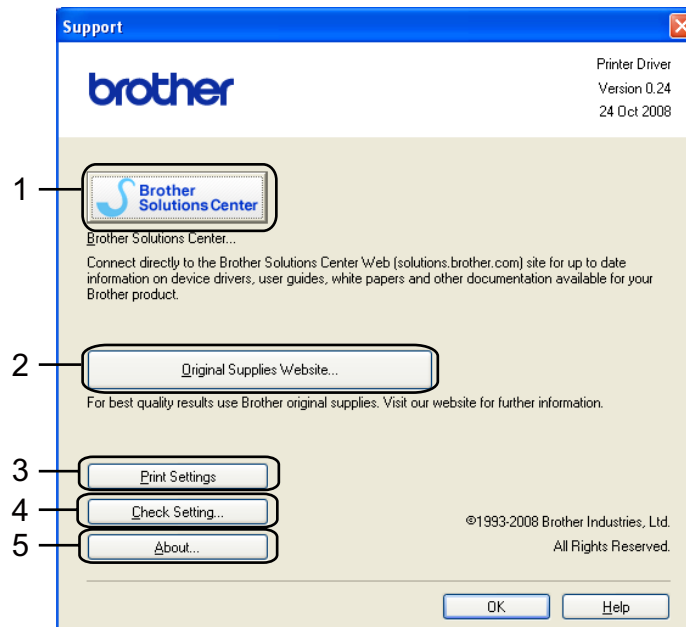 Support
brother
Printer Driver
Version 0.24
24 Oct 2008
1
Brother
Solutions Center
Brother Solutions Center...
Connect directly to the Brother Solutions Center Web (solutions.brother.com) site for up to date
information on device drivers, user guides, white papers and other documentation available for your
Brother product.
2
Original Supplies Website...
For best quality results use Brother original supplies. Visit our website for further information.
3
Print Settings
4
Check Setting...
5
About...
©1993-2008 Brother Industries, Ltd.
All Rights Reserved.
OK
Help